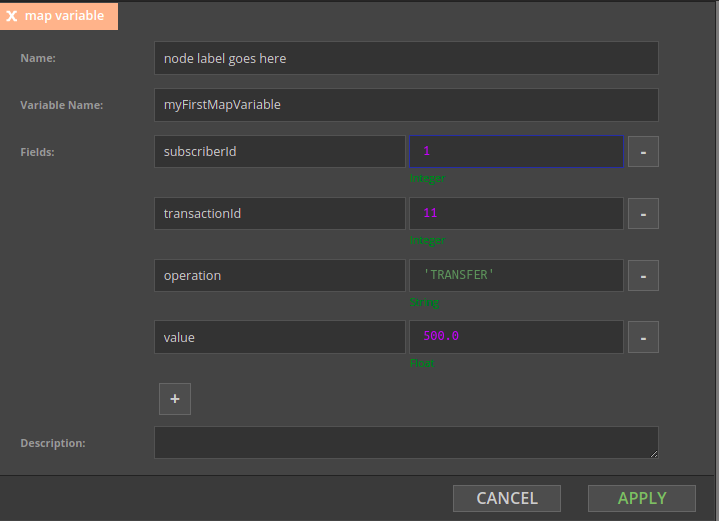 X map variable
Name: node label goes here
Variable Name: myFirstMapVariable
Fields: subscriberId 1 -
Integer
transactionId 11 -
Integer
operation 'TRANSFER' -
String
value 500.0 -
Float
+
Description:
CANCEL APPLY